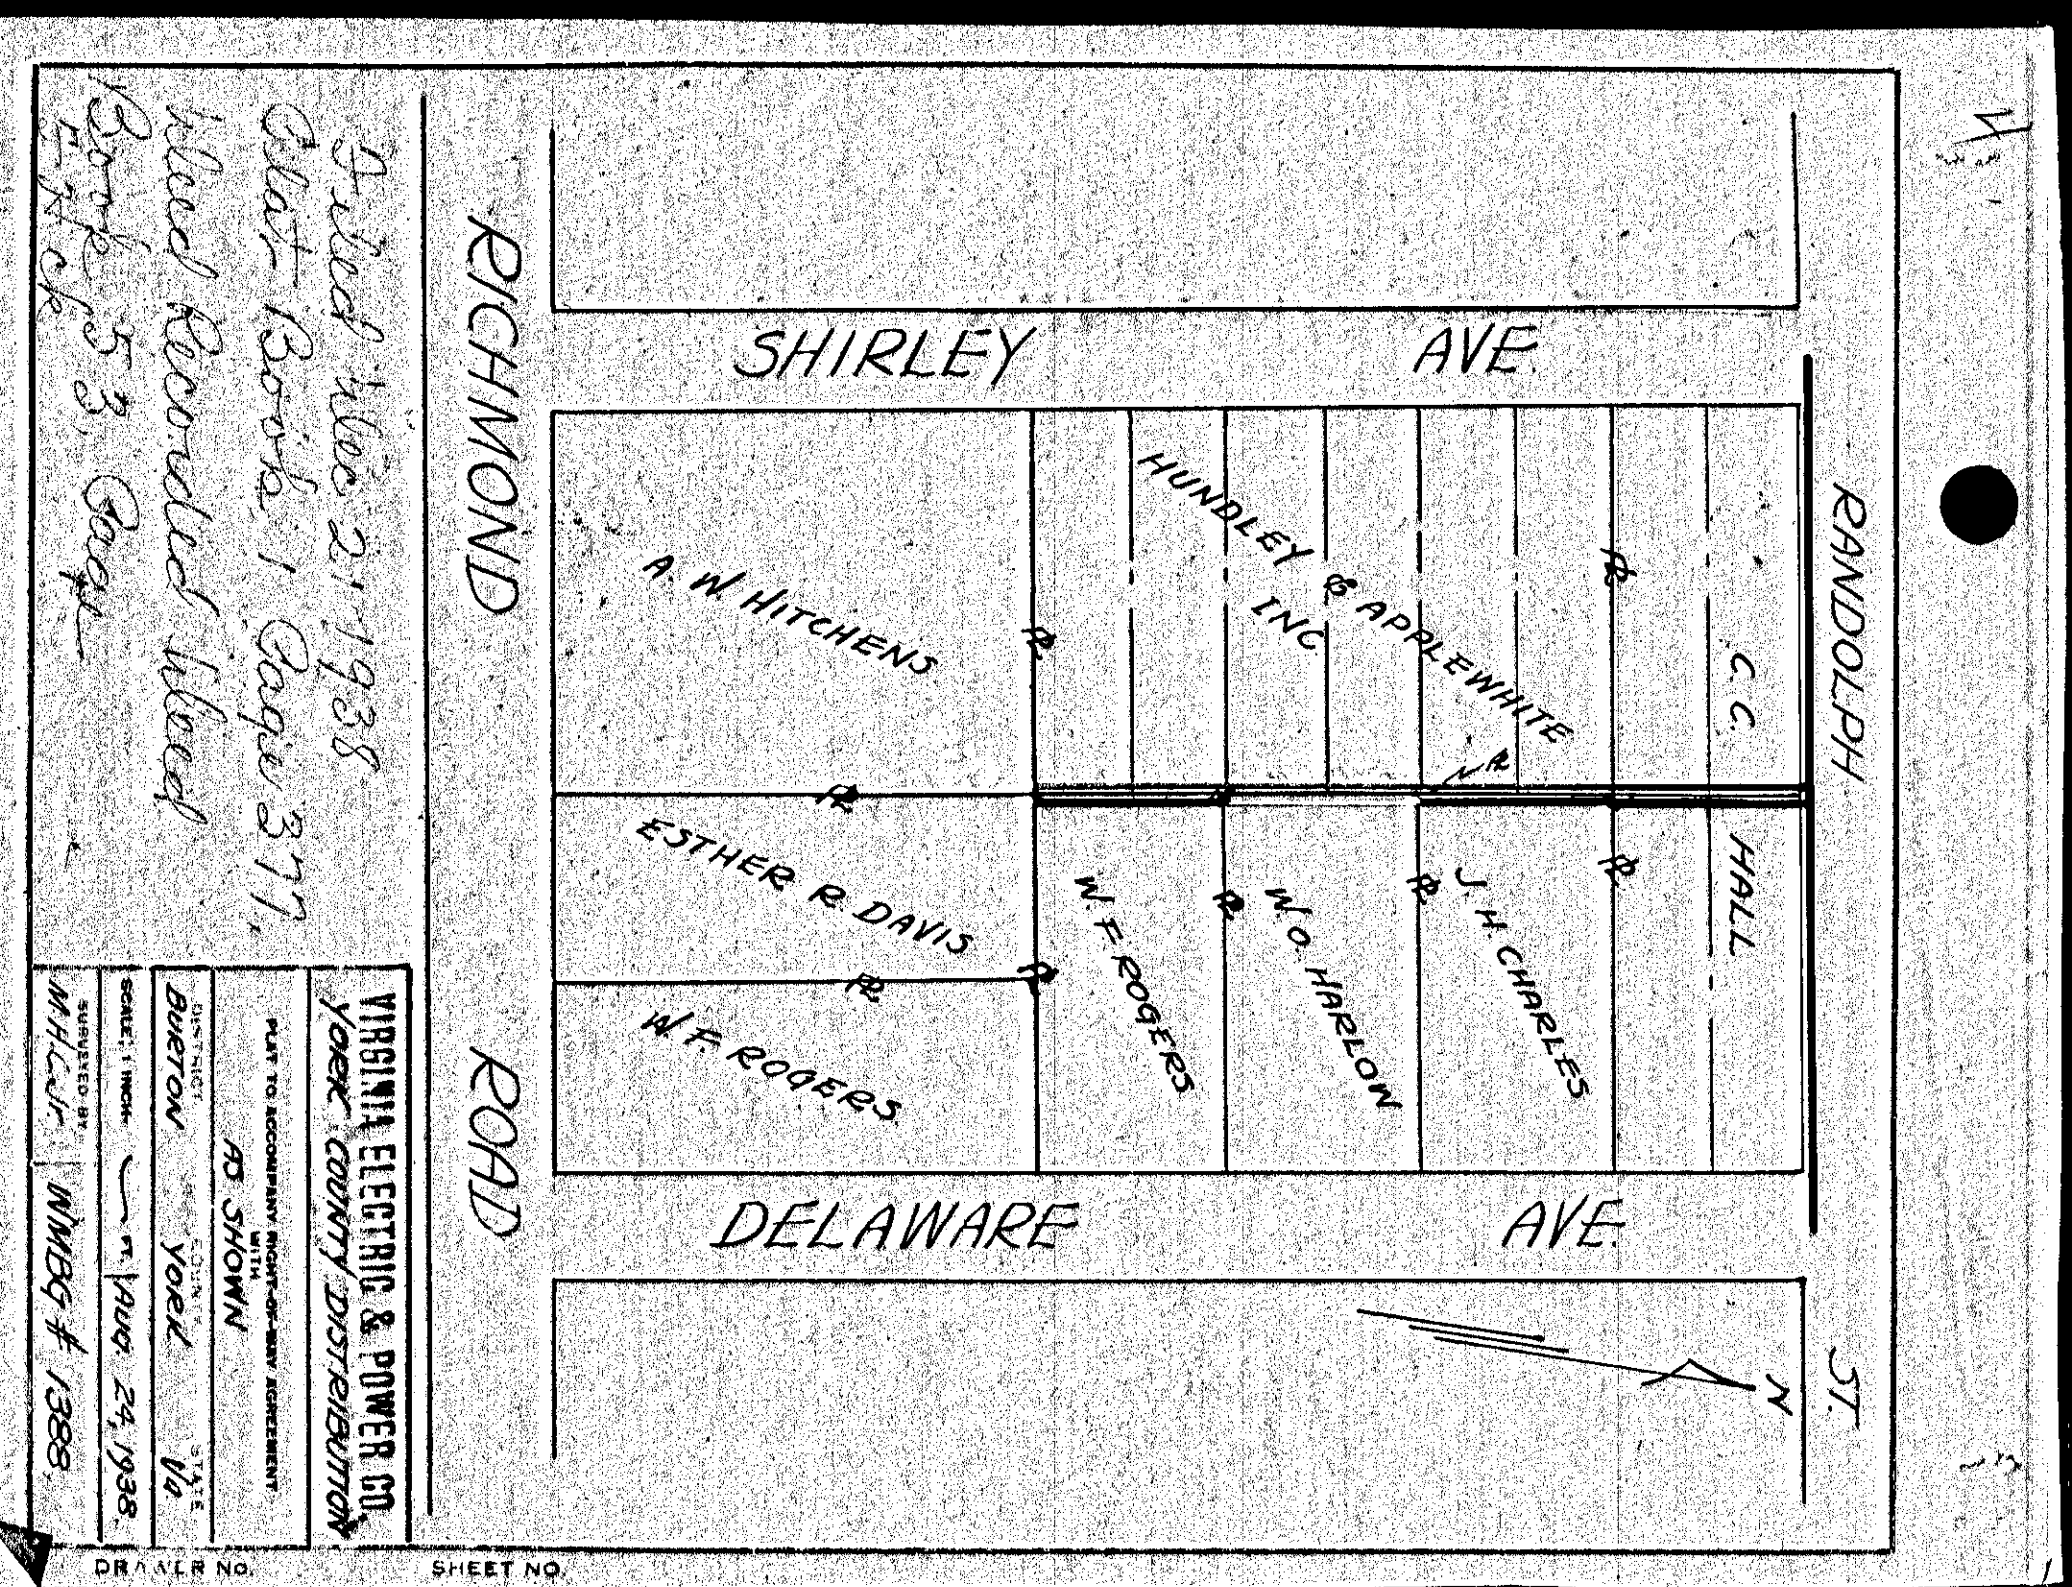 SHIRLEY AVE.
RICHMOND ROAD
RANDOLPH ST.
HUNDLEY & APPLEWHITE
INC.
A. W. HITCHENS
C. C. HALL
ESTHER R. DAVIS
W. F. ROGERS
W. F. ROGERS
W. O. HARLOW
J. H. CHARLES
DELAWARE AVE.
N
Filed Dec 21 1938
Plat Book 1 Page 377,
Deed Recorded Deed
Book 53, Page
VIRGINIA ELECTRIC & POWER CO.
YORK COUNTY DISTRIBUTION
PLAT TO ACCOMPANY RIGHT-OF-WAY AGREEMENT
WITH
AS SHOWN
DISTRICT COUNTY STATE
BURTON YORK Va.
SCALE: 1 INCH FT. AUG. 24, 1938.
SURVEYED BY
M.H.C. Jr. WMBG # 1388
DRAWER NO. SHEET NO.